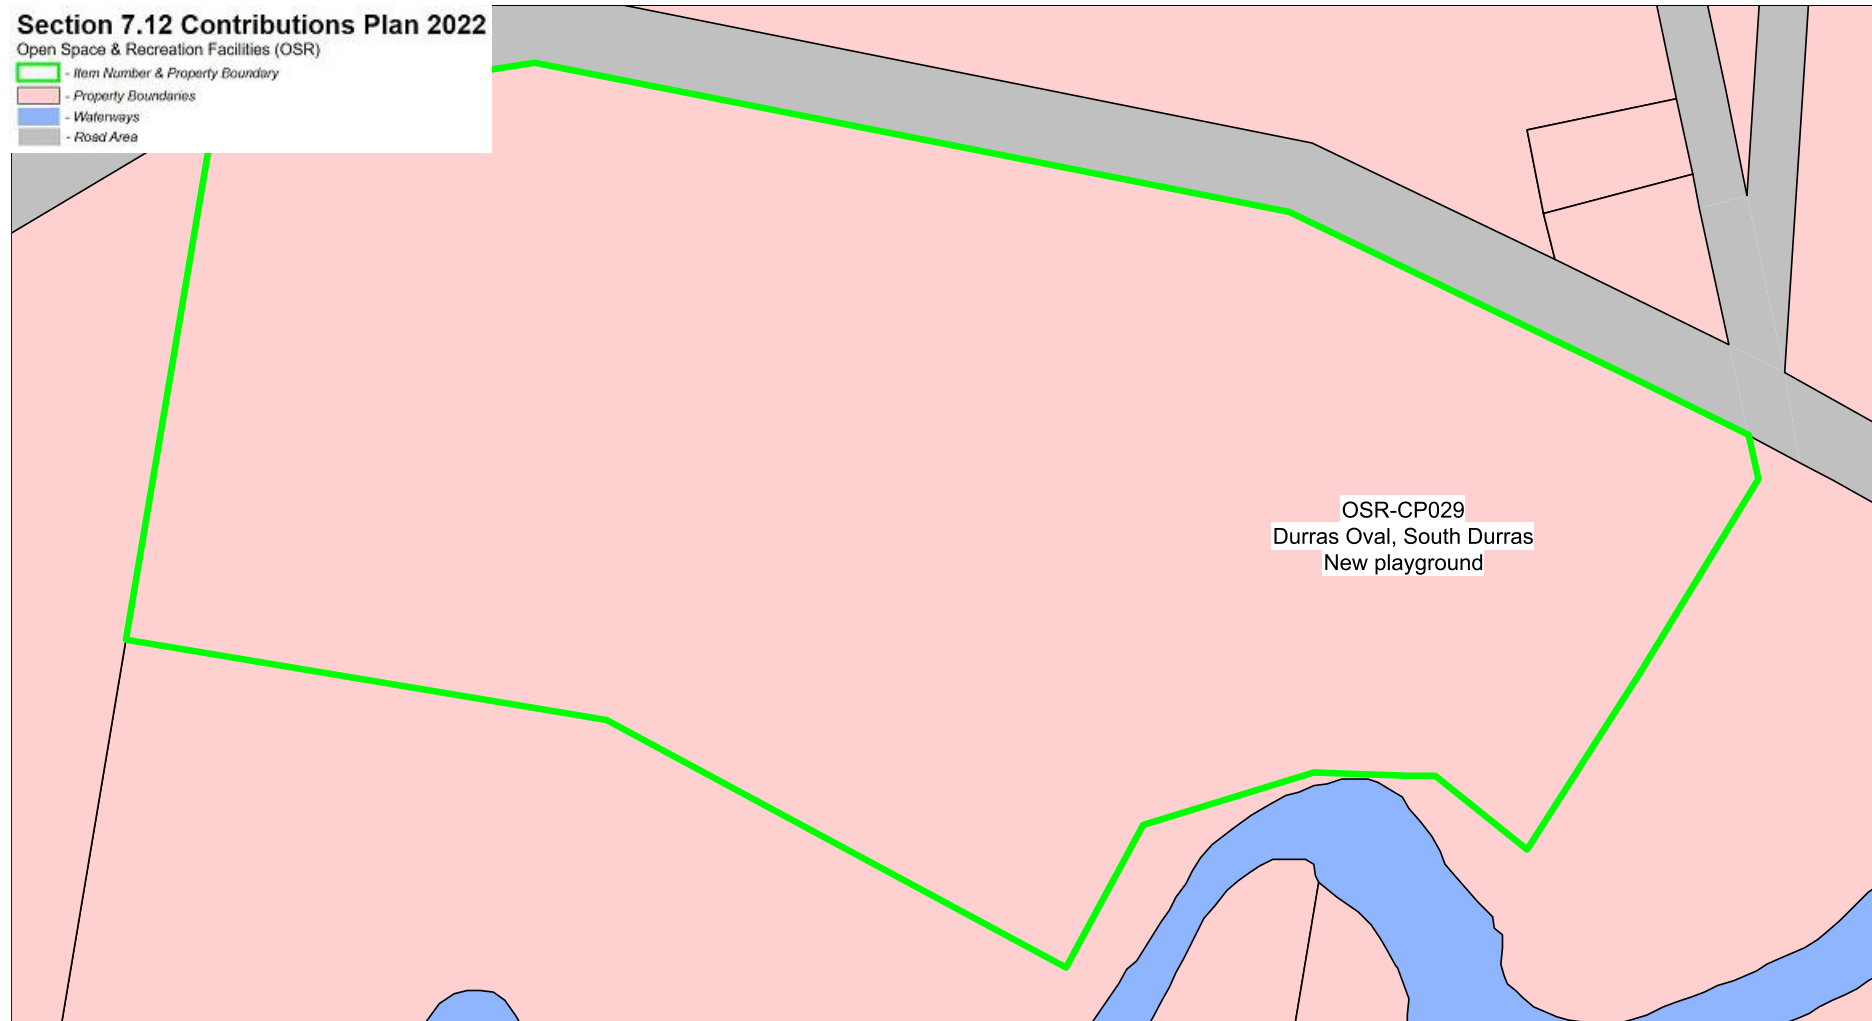 Section 7.12 Contributions Plan 2022
Open Space & Recreation Facilities (OSR)
- Item Number & Property Boundary
- Property Boundaries
- Waterways
- Road Area
OSR-CP029
Durras Oval, South Durras
New playground